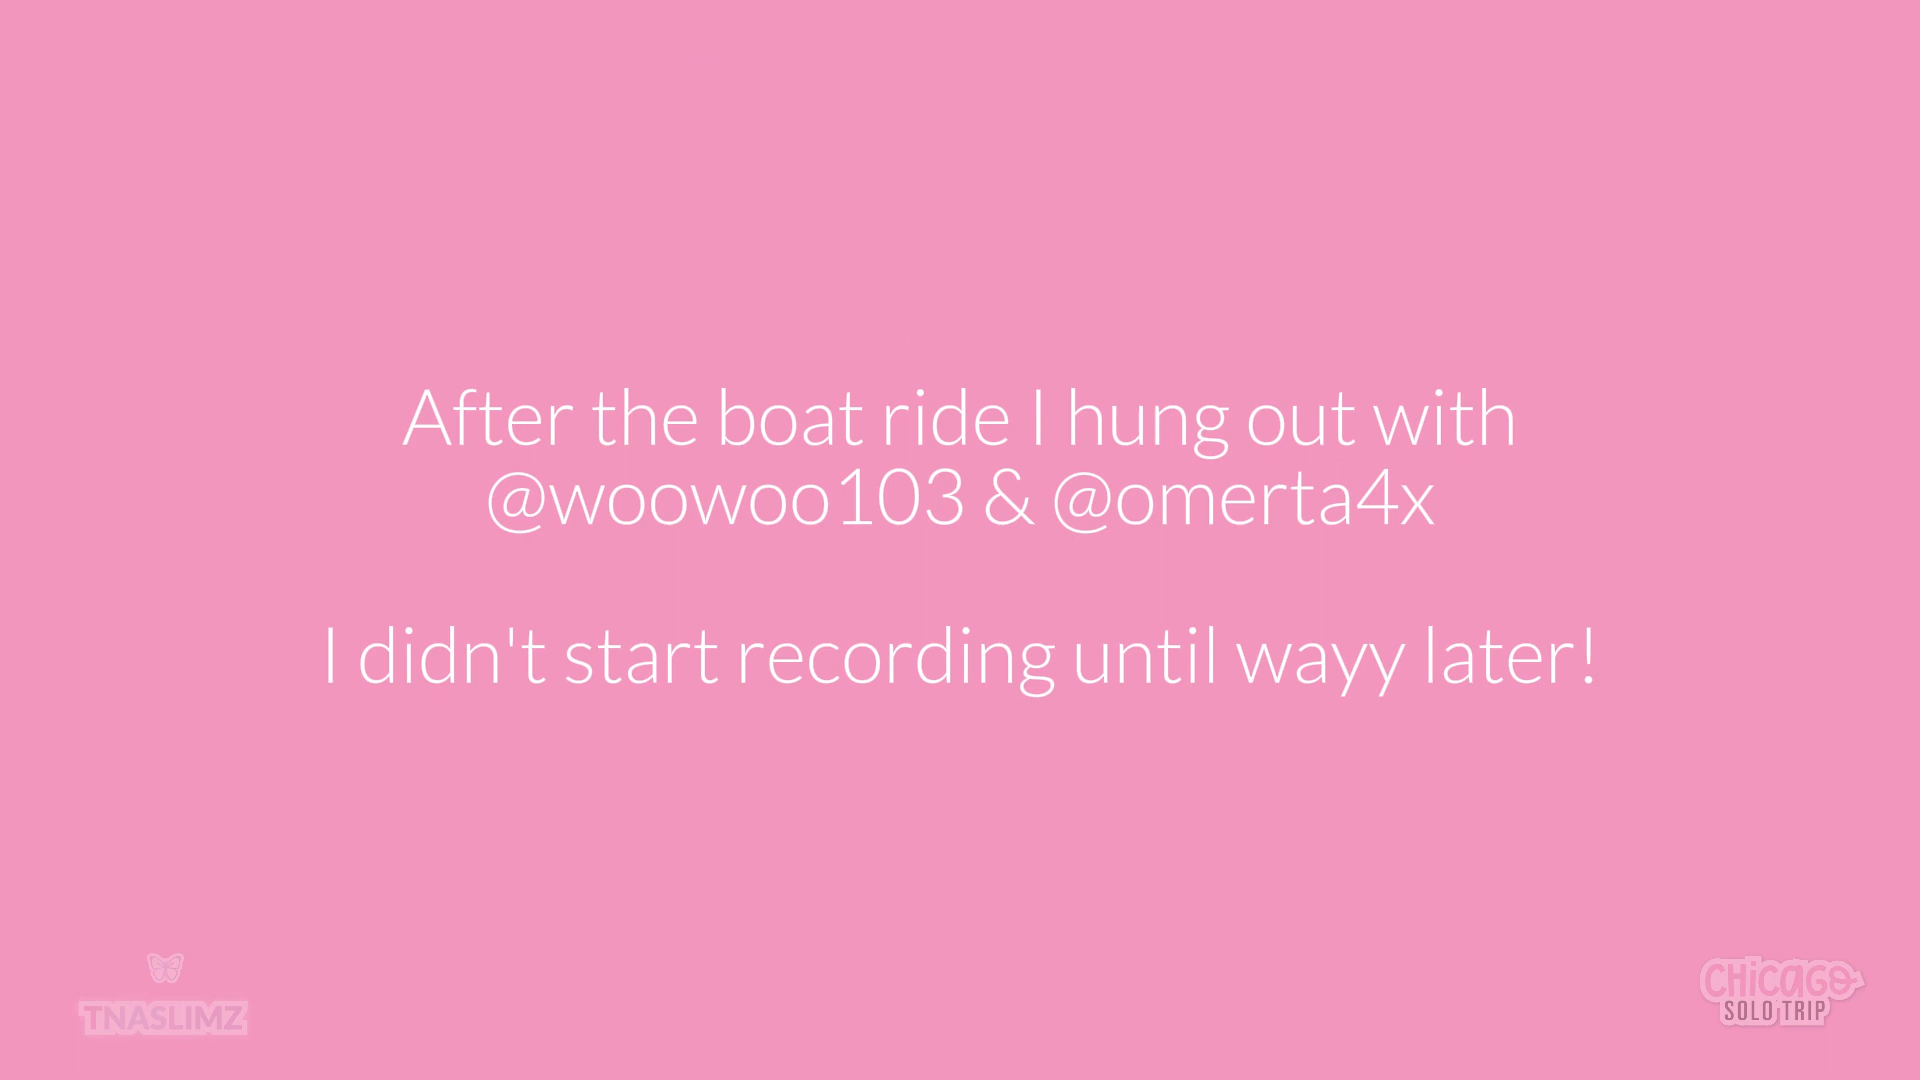 After the boat ride I hung out with
@woowoo103 & @omerta4x
I didn't start recording until wayy later!
TNASLIMZ
CHICAGO
SOLO TRIP